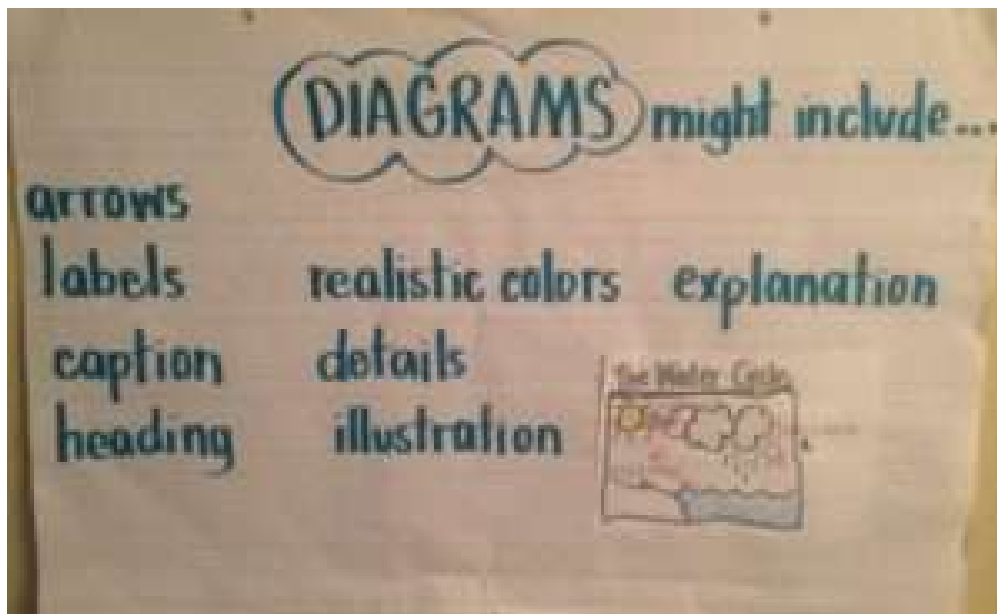 DIAGRAMS might include...
arrows
labels realistic colors explanation
caption details
heading illustration
The Water Cycle